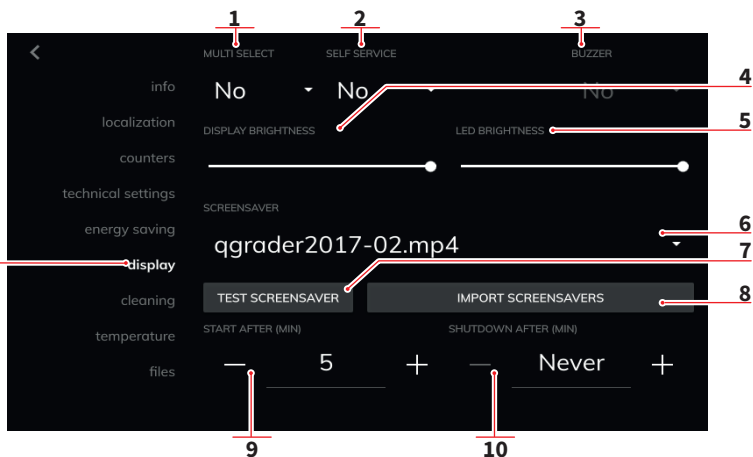 1 2 3
MULTI SELECT SELF SERVICE BUZZER
info No No No 4
localization DISPLAY BRIGHTNESS LED BRIGHTNESS 5
counters
technical settings
SCREENSAVER
energy saving 6
qgrader2017-02.mp4 7
display
cleaning TEST SCREENSAVER IMPORT SCREENSAVERS 8
temperature START AFTER (MIN) SHUTDOWN AFTER (MIN)
files — 5 + — Never +
9 10